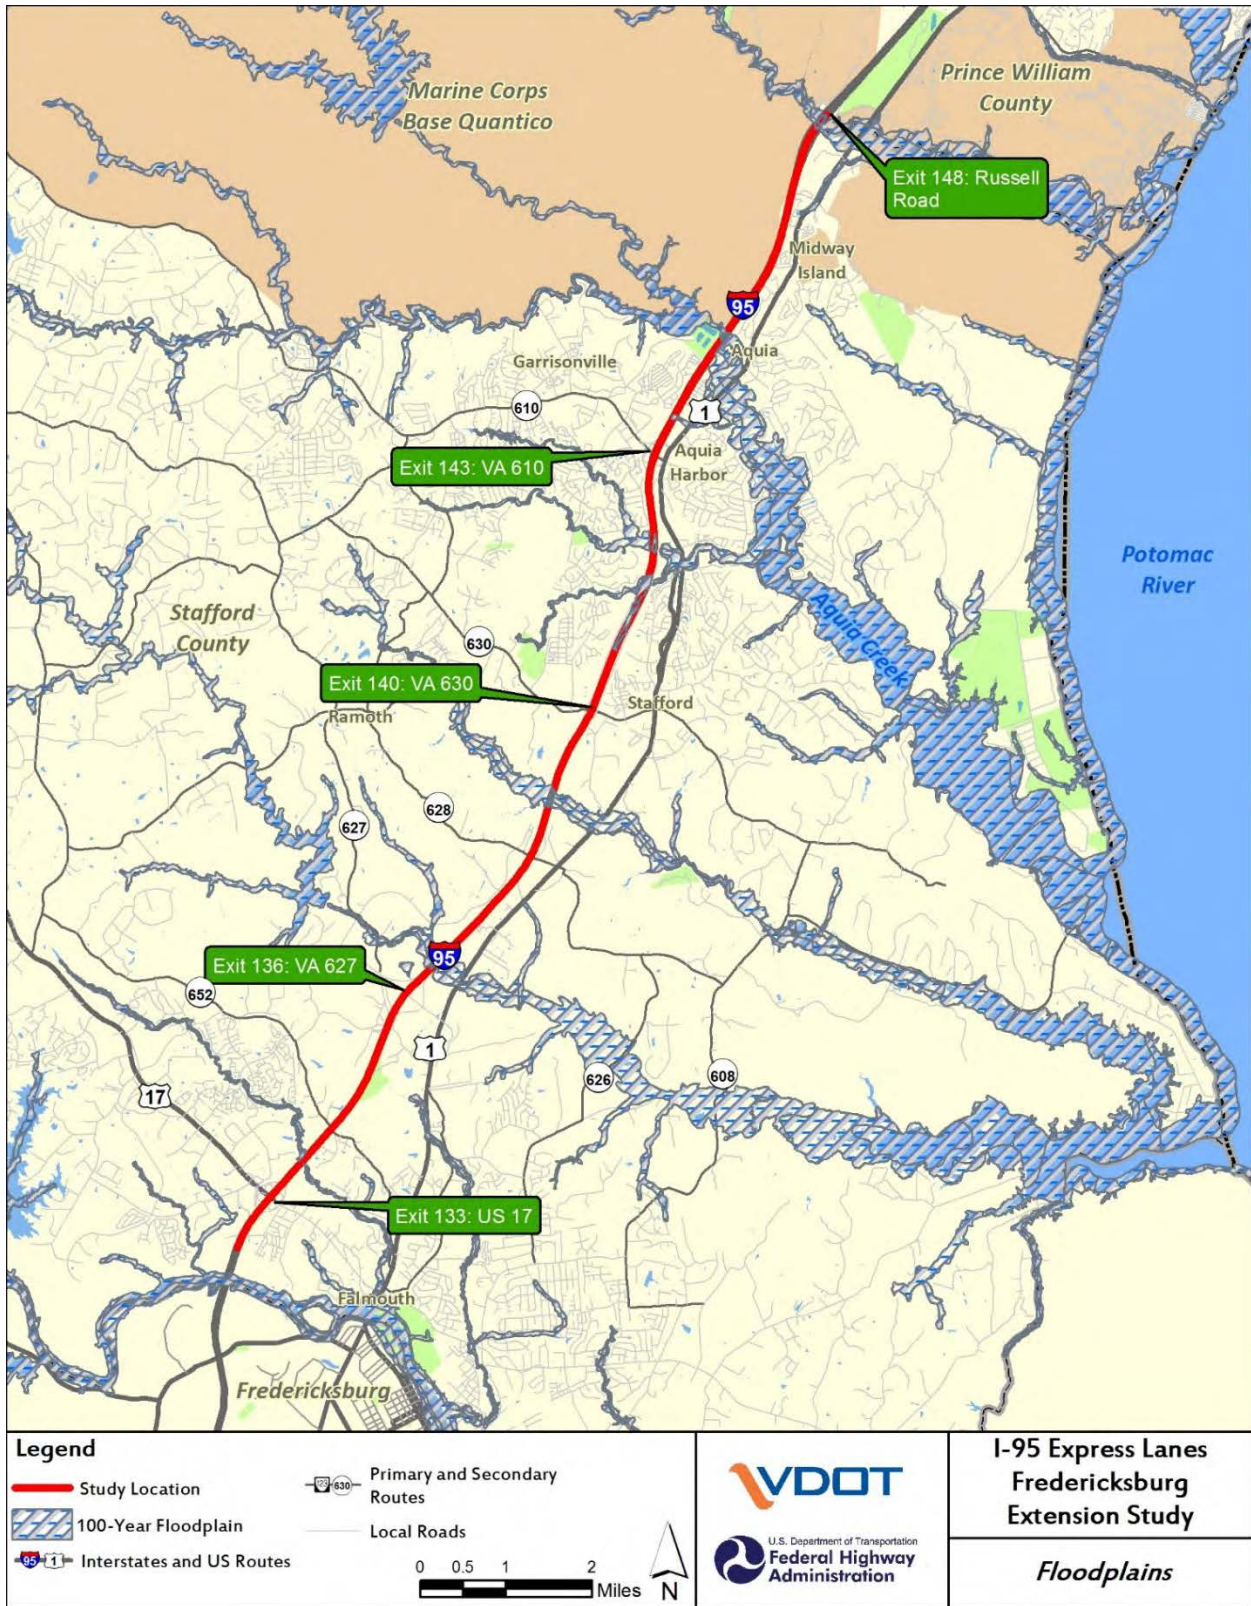 Marine Corps
Base Quantico
Prince William
County
Exit 148: Russell
Road
Midway
Island
95
Garrisonville
Aquia
610
1
Exit 143: VA 610
Aquia
Harbor
Potomac
River
Stafford
County
Aquia Creek
630
Exit 140: VA 630
Ramoth
Stafford
628
627
95
Exit 136: VA 627
652
1
17
626
608
Exit 133: US 17
Falmouth
Fredericksburg
Legend
Study Location
100-Year Floodplain
95 1 Interstates and US Routes
630 Primary and Secondary
Routes
Local Roads
0 0.5 1 2
Miles
N
VDOT
U.S. Department of Transportation
Federal Highway
Administration
I-95 Express Lanes
Fredericksburg
Extension Study
Floodplains